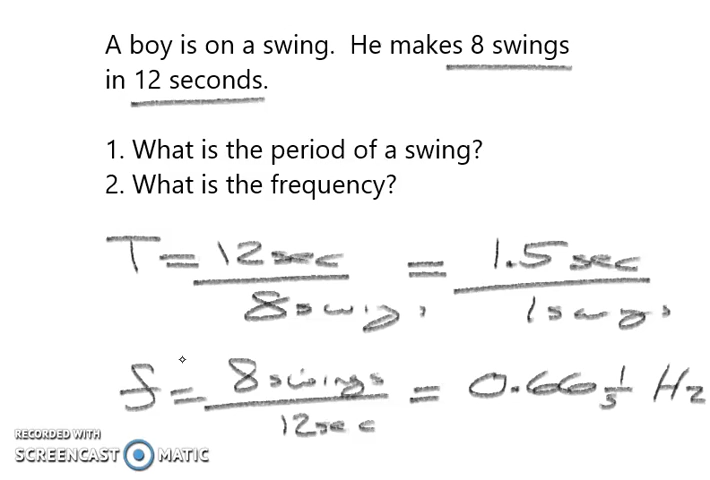 A boy is on a swing. He makes 8 swings
in 12 seconds.
1. What is the period of a swing?
2. What is the frequency?
T = 12 sec / 8 swings = 1.5 sec / 1 swing
f = 8 swings / 12 sec = 0.66 Hz
RECORDED WITH
SCREENCAST MATIC